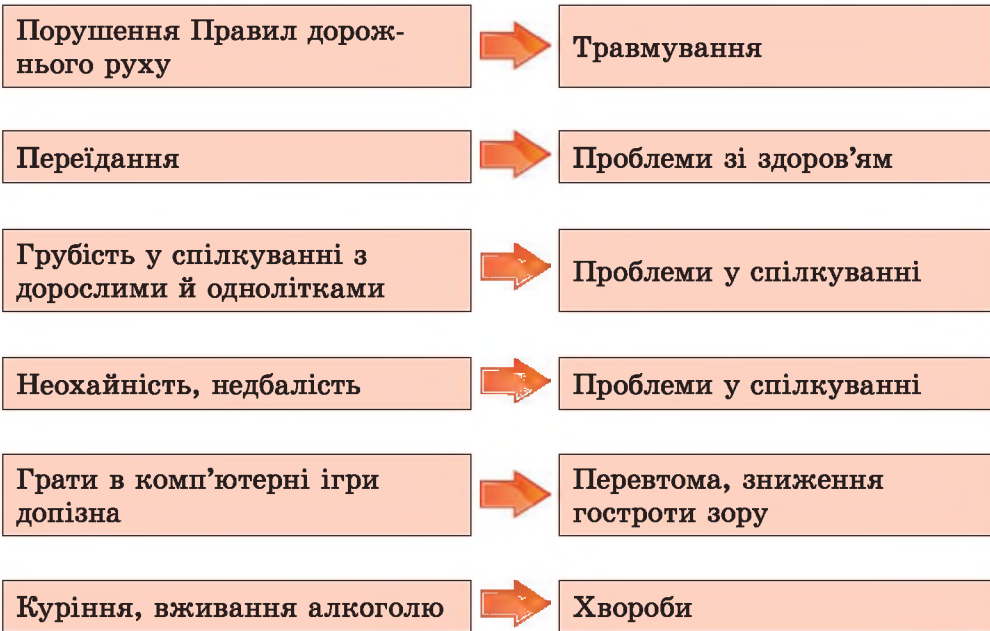 Порушення Правил дорож-
нього руху
Травмування
Переїдання
Проблеми зі здоров’ям
Грубість у спілкуванні з
дорослими й однолітками
Проблеми у спілкуванні
Неохайність, недбалість
Проблеми у спілкуванні
Грати в комп’ютерні ігри
допізна
Перевтома, зниження
гостроти зору
Куріння, вживання алкоголю
Хвороби